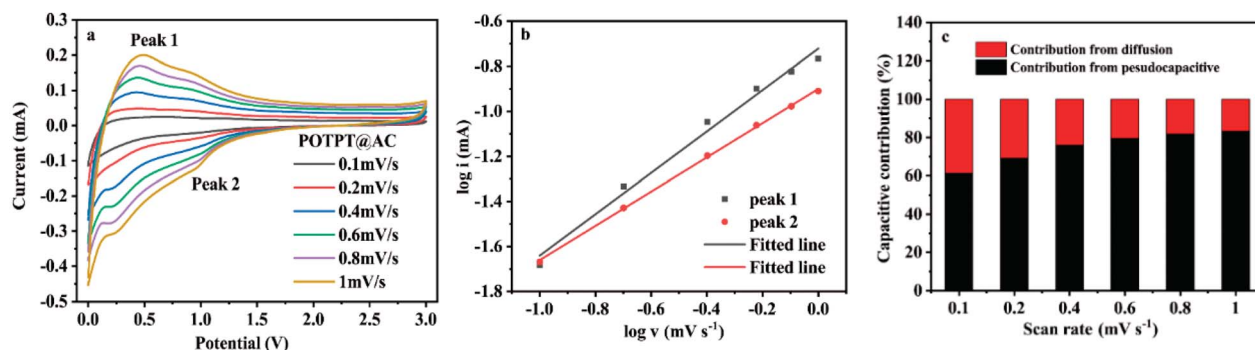 a
Peak 1
Peak 2
POTPT@AC
0.1mV/s
0.2mV/s
0.4mV/s
0.6mV/s
0.8mV/s
1mV/s
0.3
0.2
0.1
0.0
-0.1
-0.2
-0.3
-0.4
-0.5
Current (mA)
0.0 0.5 1.0 1.5 2.0 2.5 3.0
Potential (V)
b
-0.6
-0.8
-1.0
-1.2
-1.4
-1.6
-1.8
log i (mA)
peak 1
peak 2
Fitted line
Fitted line
-1.0 -0.8 -0.6 -0.4 -0.2 0.0
log v (mV s⁻¹)
c
Contribution from diffusion
Contribution from pesudocapacitive
140
120
100
80
60
40
20
0
Capacitive contribution (%)
0.1 0.2 0.4 0.6 0.8 1
Scan rate (mV s⁻¹)